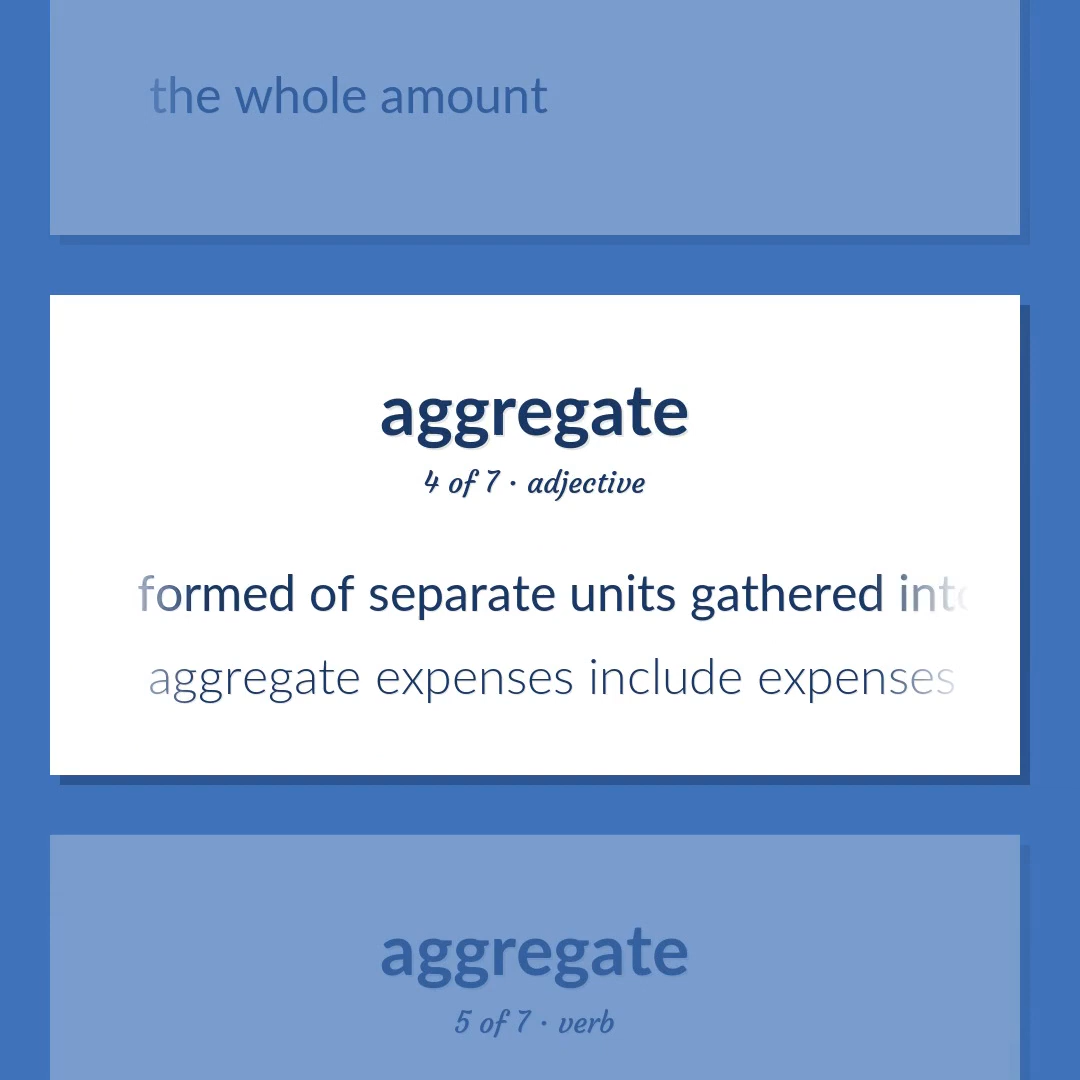 the whole amount
aggregate
4 of 7 · adjective
formed of separate units gathered into
aggregate expenses include expenses
aggregate
5 of 7 · verb